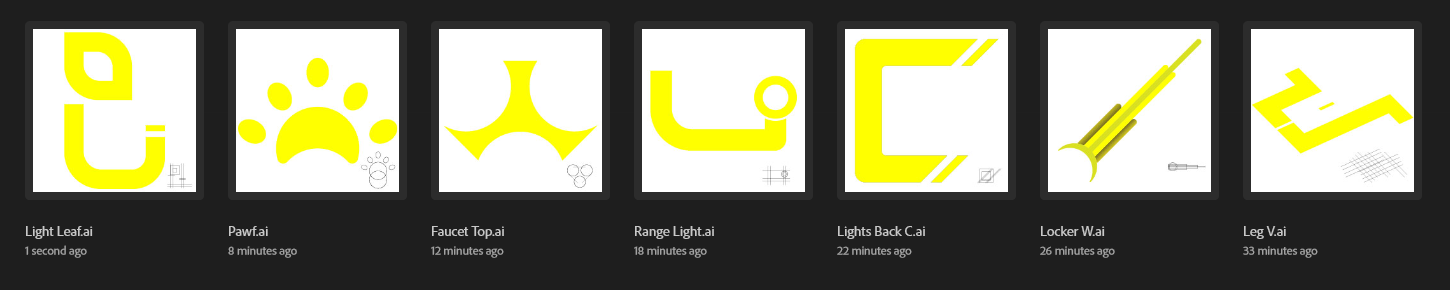 Light Leaf.ai
1 second ago
Pawf.ai
8 minutes ago
Faucet Top.ai
12 minutes ago
Range Light.ai
18 minutes ago
Lights Back C.ai
22 minutes ago
Locker W.ai
26 minutes ago
Leg V.ai
33 minutes ago